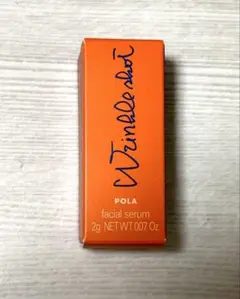 Wrinkle shot
POLA
facial serum
2g NET WT. 0.07 Oz